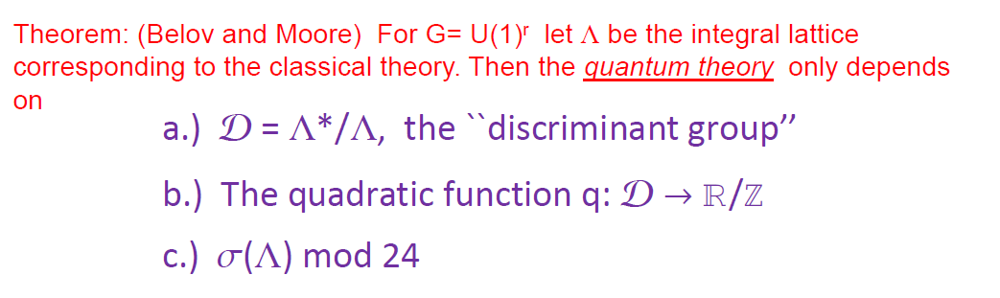 Theorem: (Belov and Moore) For G= U(1)ʳ let Λ be the integral lattice
corresponding to the classical theory. Then the quantum theory only depends
on
a.) 𝒟 = Λ*/Λ, the ``discriminant group’’
b.) The quadratic function q: 𝒟 → ℝ/ℤ
c.) σ(Λ) mod 24